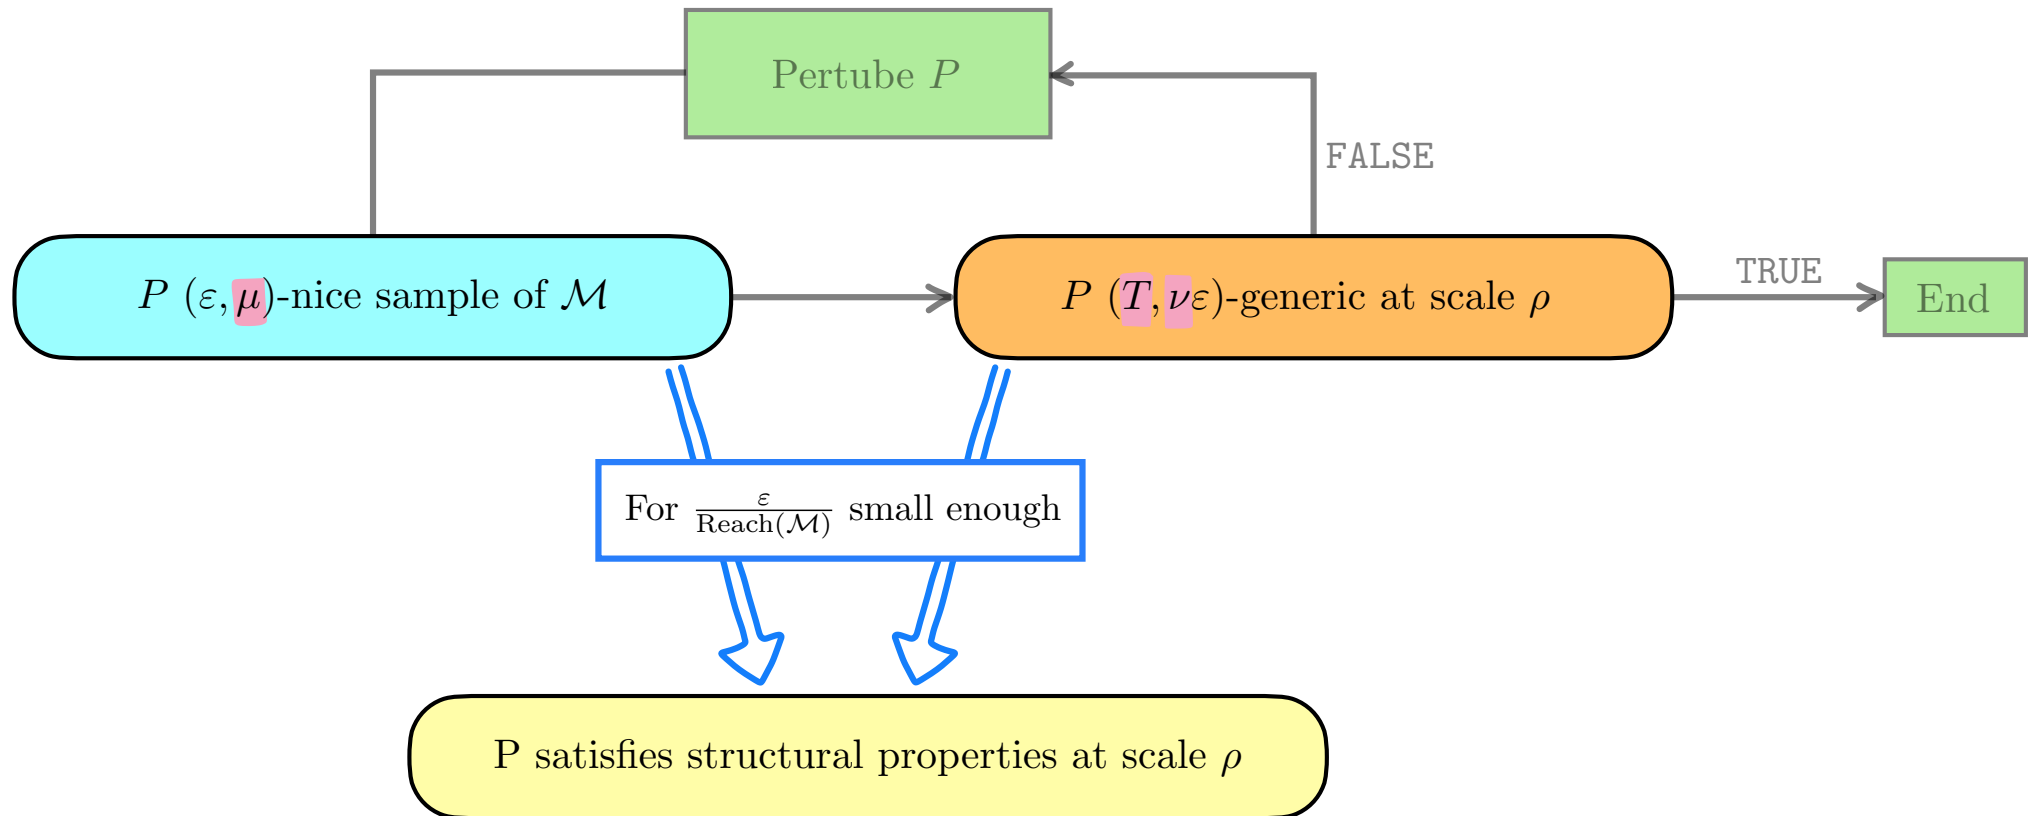 Pertube P
FALSE
P (ε, μ)-nice sample of ℳ
P (T, νε)-generic at scale ρ
TRUE
End
For ε/Reach(ℳ) small enough
P satisfies structural properties at scale ρ